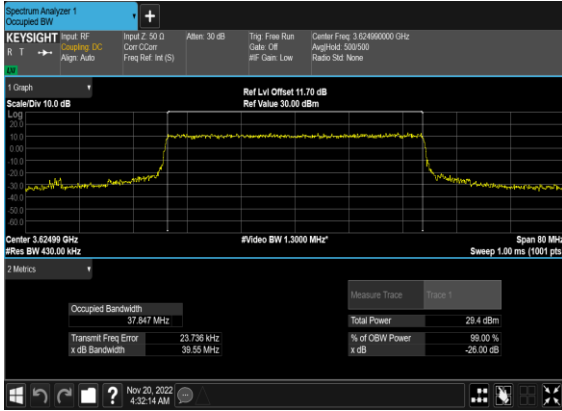 Spectrum Analyzer 1
Occupied BW
+
KEYSIGHT
R T
LXI
Input: RF
Coupling: DC
Align: Auto
Input Z: 50 Ω
Corr CCorr
Freq Ref: Int (S)
Atten: 30 dB
Trig: Free Run
Gate: Off
#IF Gain: Low
Center Freq: 3.624990000 GHz
Avg|Hold: 500/500
Radio Std: None
1 Graph
Scale/Div 10.0 dB
Ref Lvl Offset 11.70 dB
Ref Value 30.00 dBm
Log
20.0
10.0
0.00
-10.0
-20.0
-30.0
-40.0
-50.0
-60.0
Center 3.62499 GHz
#Res BW 430.00 kHz
#Video BW 1.3000 MHz*
Span 80 MHz
Sweep 1.00 ms (1001 pts
2 Metrics
Measure Trace
Trace 1
Occupied Bandwidth
37.847 MHz
Total Power
29.4 dBm
Transmit Freq Error
23.736 kHz
% of OBW Power
99.00 %
x dB Bandwidth
39.55 MHz
x dB
-26.00 dB
?
Nov 20, 2022
4:32:14 AM